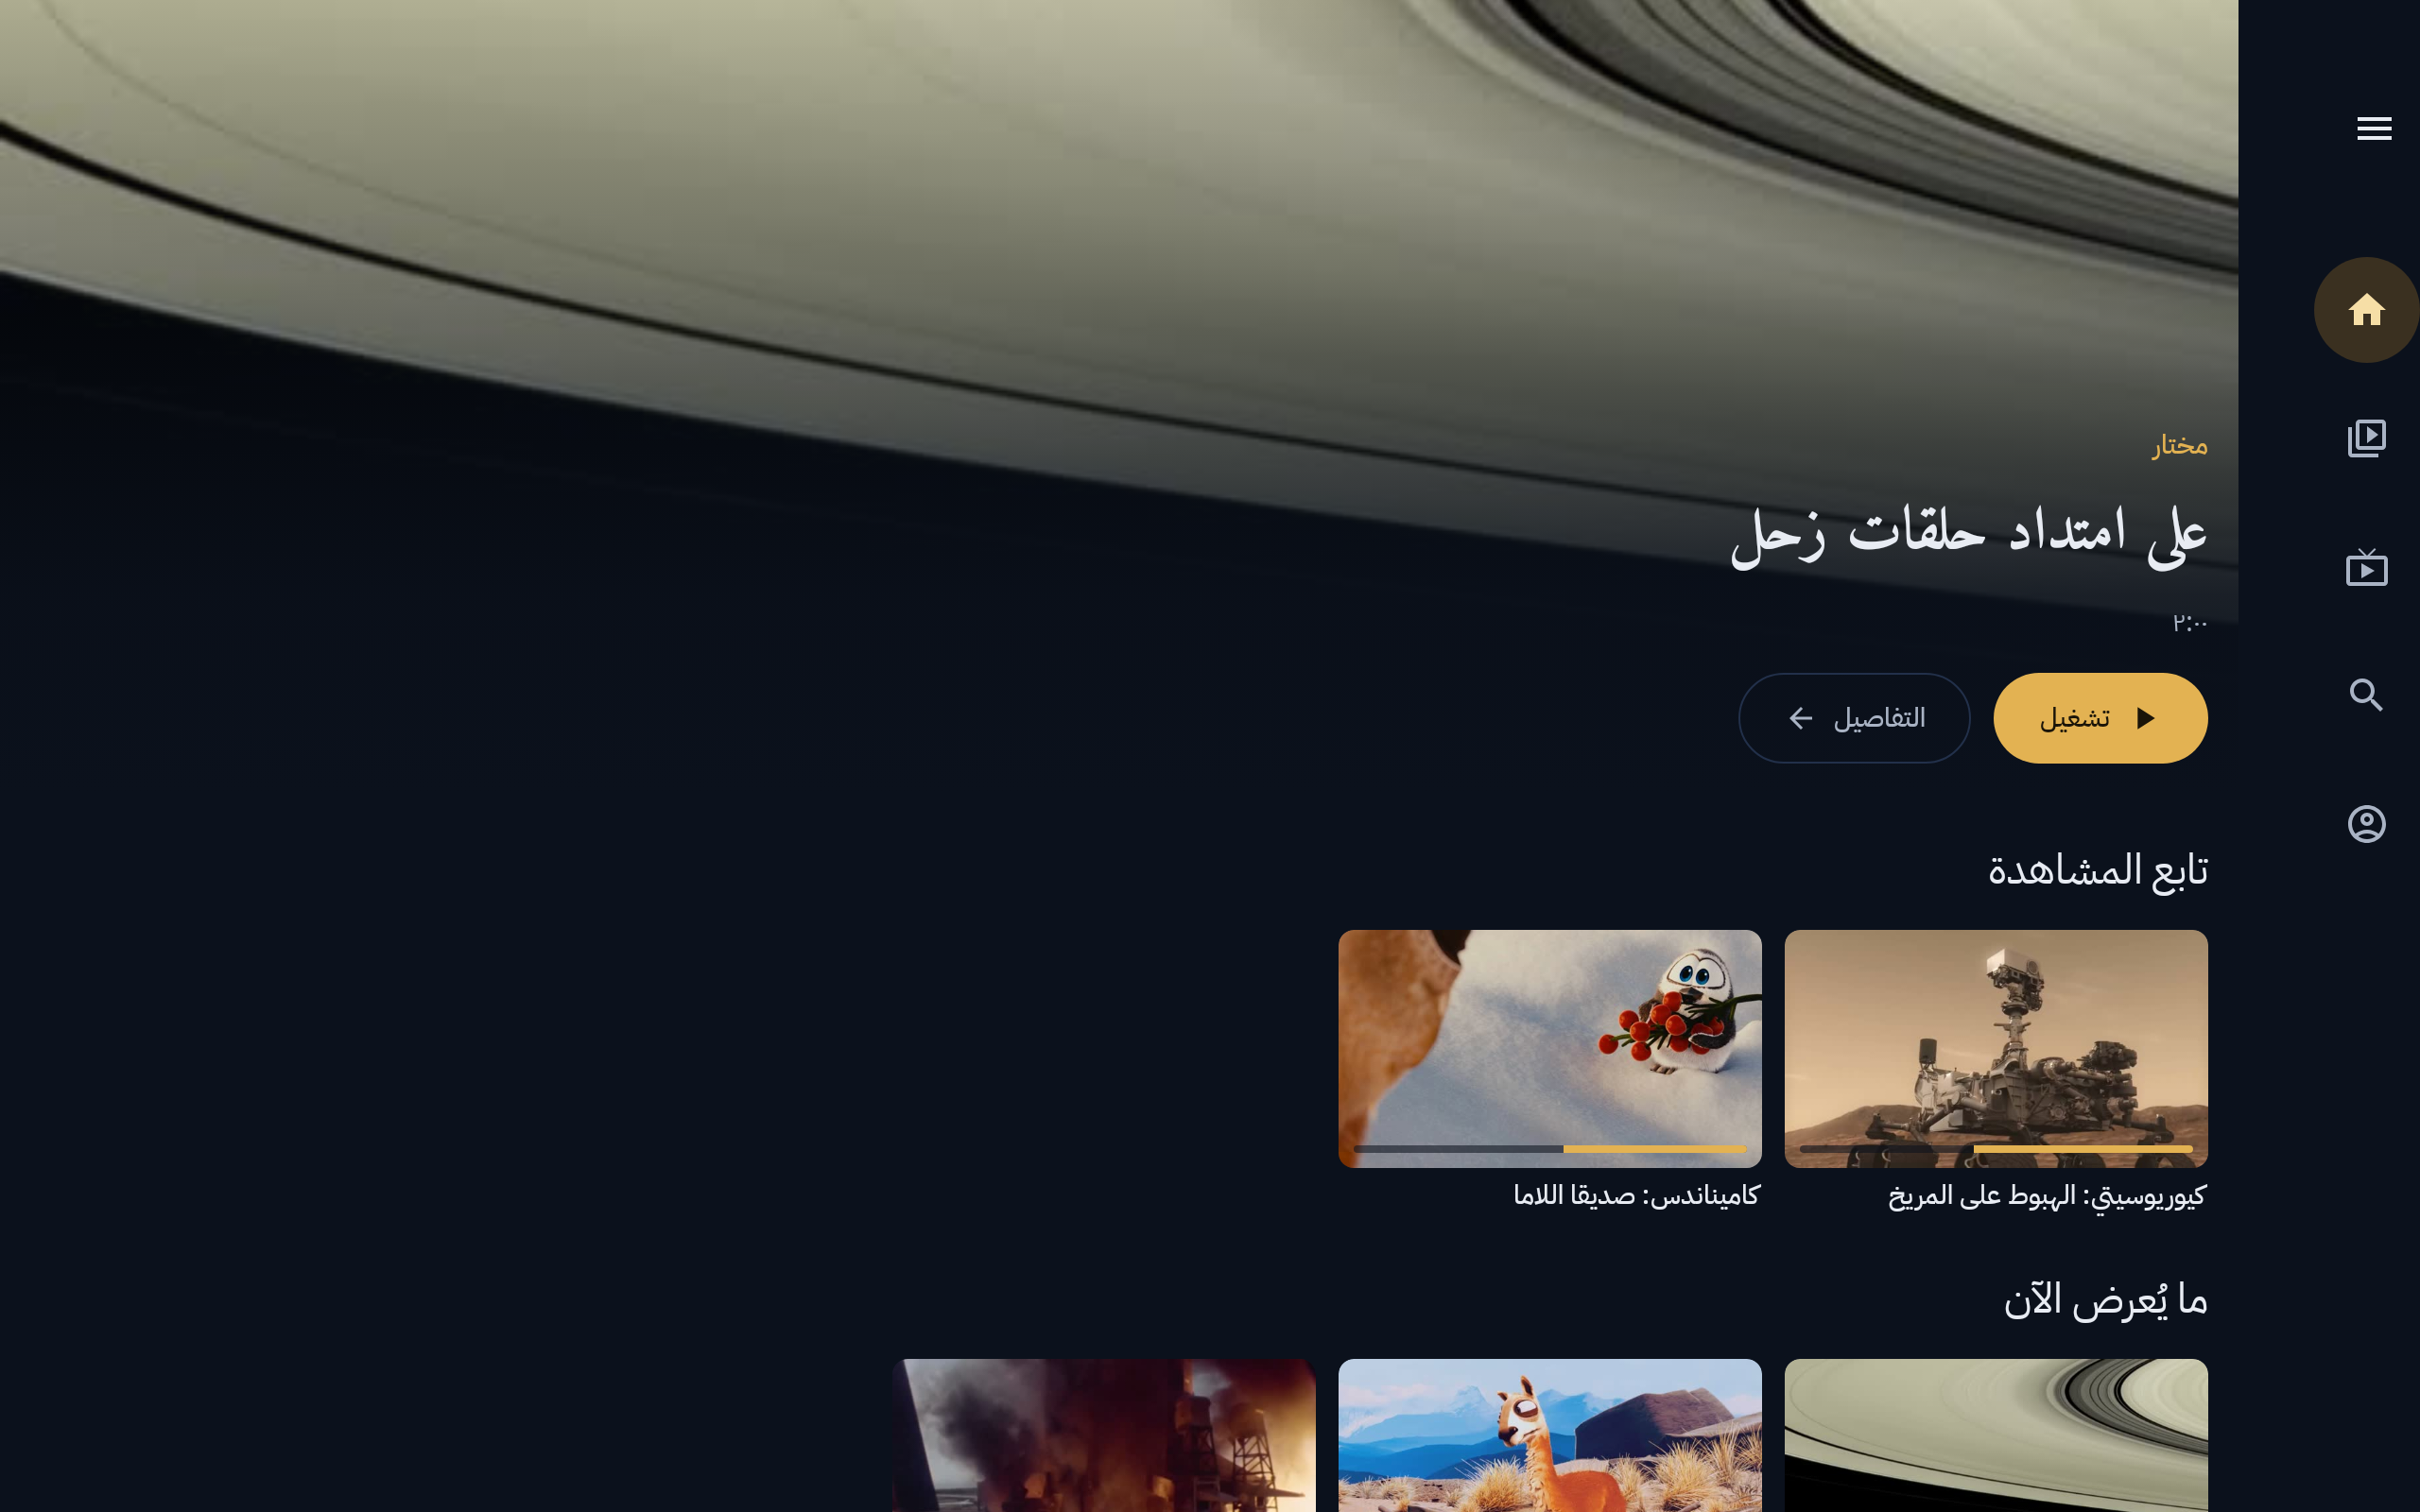 مختار
على امتداد حلقات زحل
٢:٠٠
تشغيل
التفاصيل
تابع المشاهدة
كيوريوسيتي: الهبوط على المريخ
كاميناندس: صديقا اللاما
ما يُعرض الآن